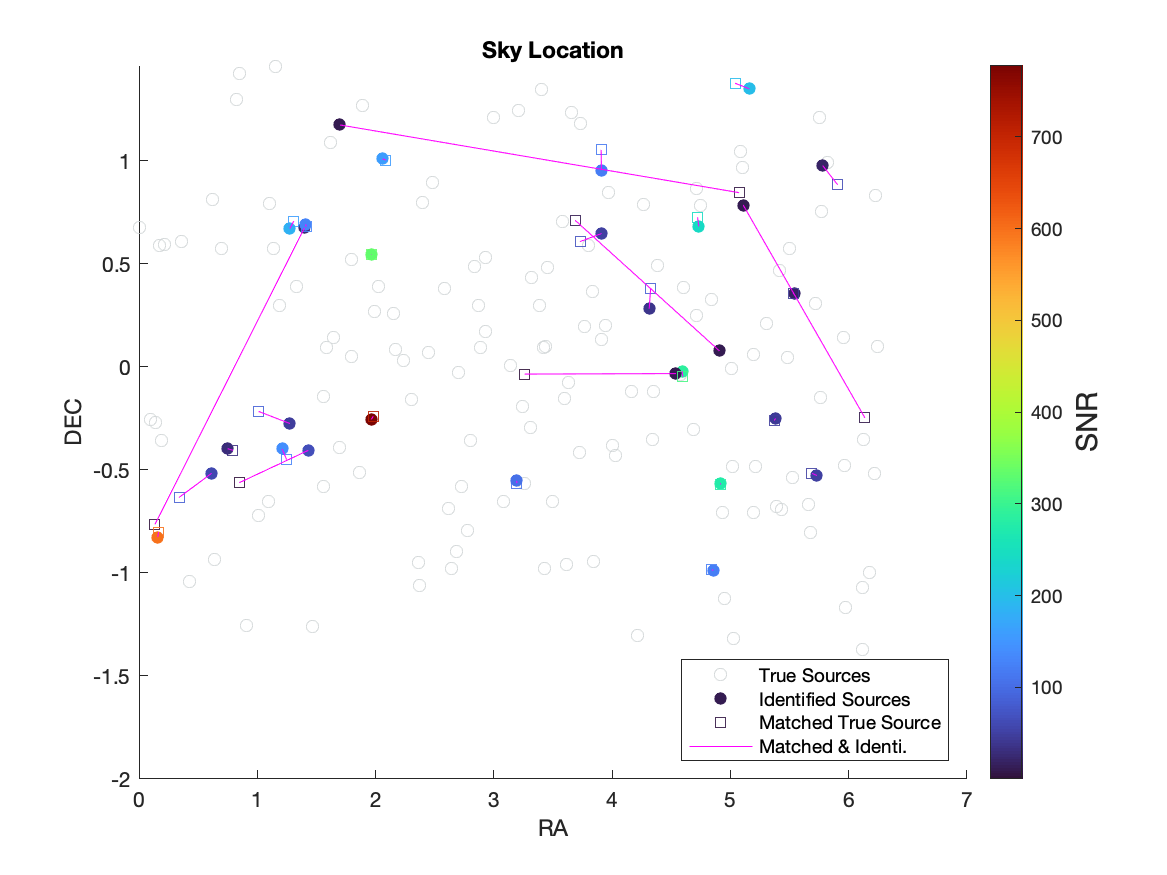 Sky Location
1
0.5
0
-0.5
-1
-1.5
-2
DEC
0 1 2 3 4 5 6 7
RA
True Sources
Identified Sources
Matched True Source
Matched & Identi.
700
600
500
400
300
200
100
SNR